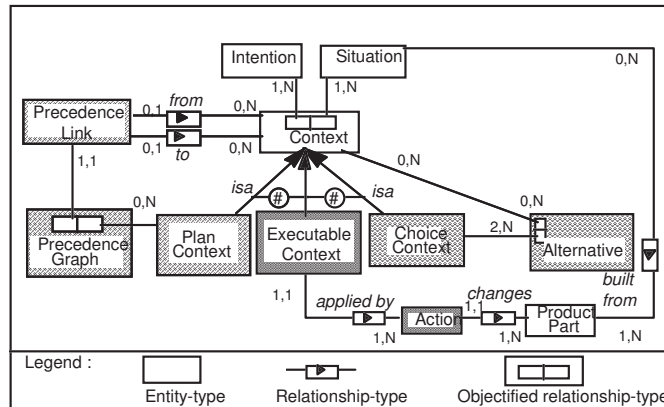 Intention
Situation
1,N
1,N
0,N
Precedence
Link
0,1
from
0,N
0,1
to
0,N
Context
1,1
0,N
isa
#
#
isa
0,N
0,N
Precedence
Graph
Plan
Context
Executable
Context
Choice
Context
2,N
Alternative
1,1
applied by
1,N
Action
1,1
changes
1,N
Product
Part
built
from
1,N
Legend :
Entity-type
Relationship-type
Objectified relationship-type